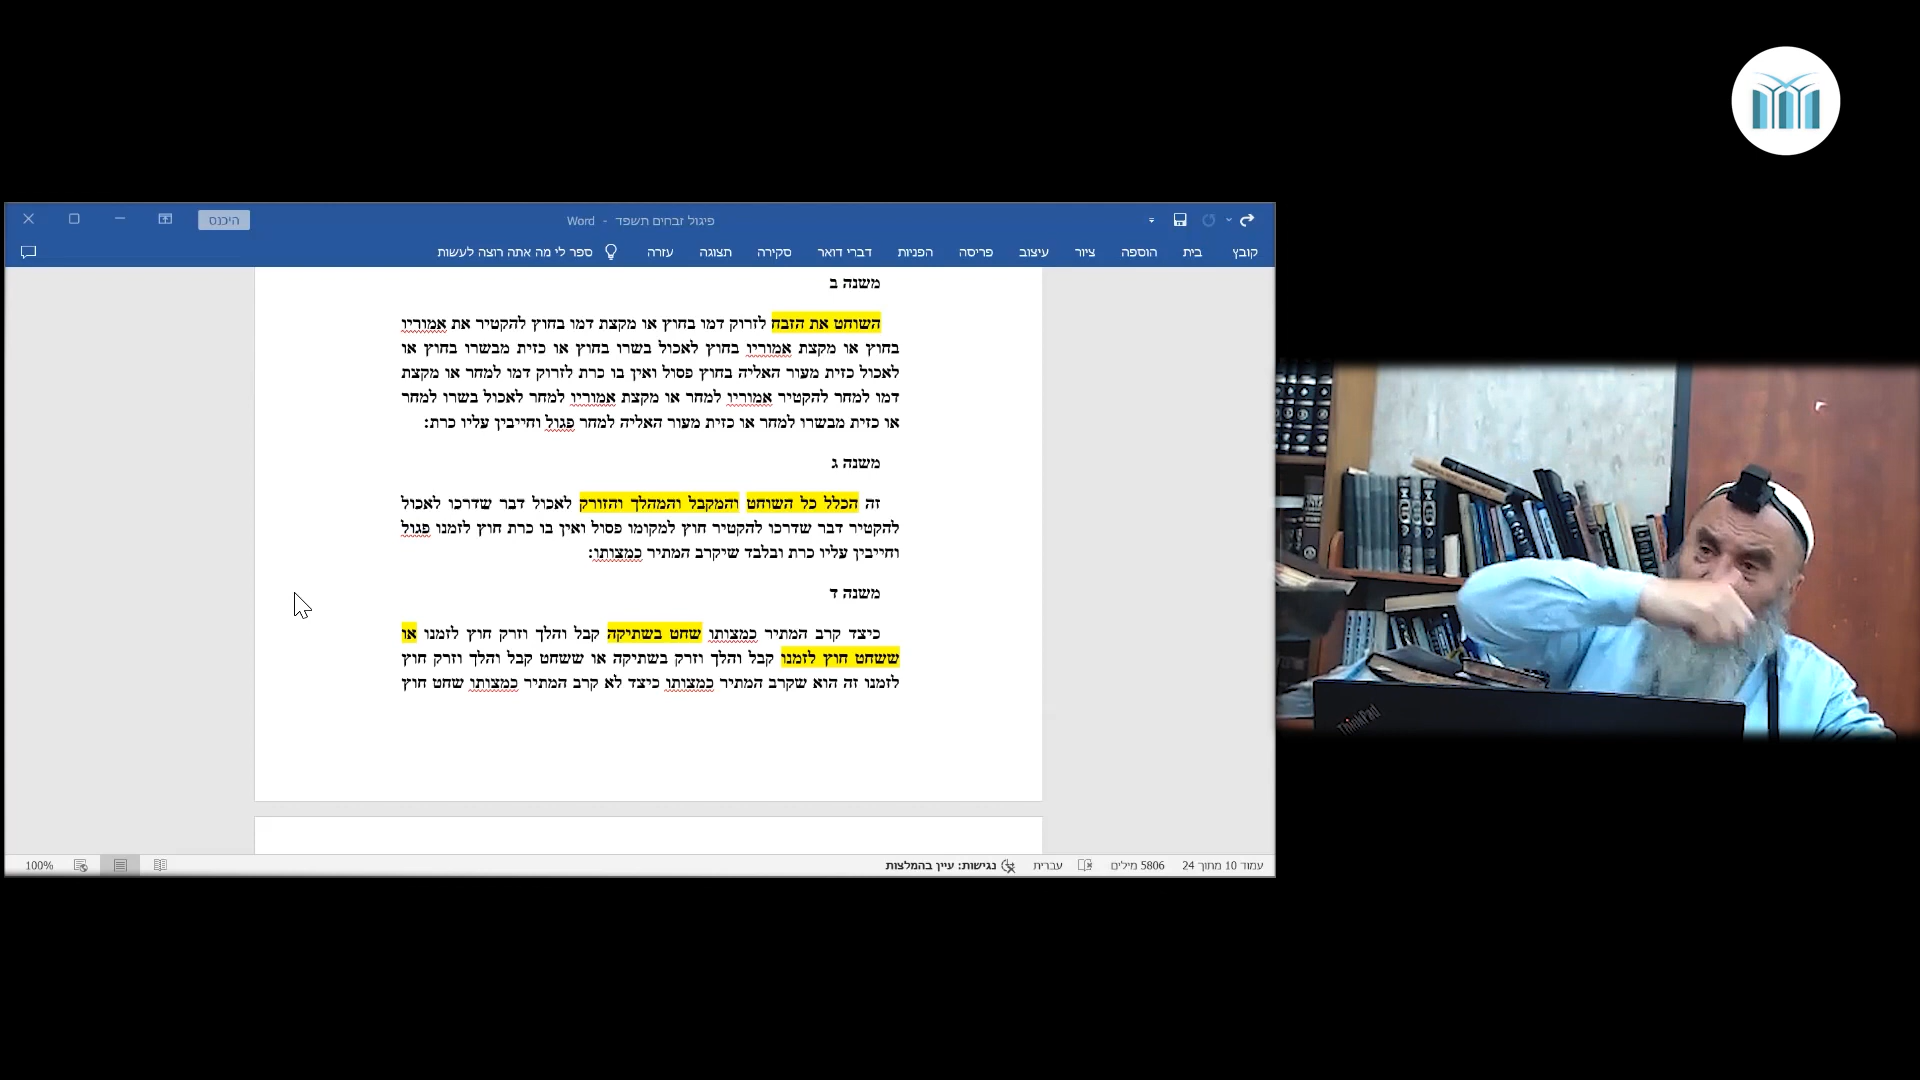 היכנס
פיגול זבחים תשפד - Word
קובץ בית הוספה ציור עיצוב פריסה הפניות דברי דואר סקירה תצוגה עזרה ספר לי מה אתה רוצה לעשות
משנה ב
השוחט את הזבח לזרוק דמו בחוץ או מקצת דמו בחוץ להקטיר את אמוריו
בחוץ או מקצת אמוריו בחוץ לאכול בשרו בחוץ או כזית מבשרו בחוץ או
לאכול כזית מעור האליה בחוץ פסול ואין בו כרת לזרוק דמו למחר או מקצת
דמו למחר להקטיר אמוריו למחר או מקצת אמוריו למחר לאכול בשרו למחר
או כזית מבשרו למחר או כזית מעור האליה למחר פגול וחייבין עליו כרת:
משנה ג
זה הכלל כל השוחט והמקבל והמהלך והזורק לאכול דבר שדרכו לאכול
להקטיר דבר שדרכו להקטיר חוץ למקומו פסול ואין בו כרת חוץ לזמנו פגול
וחייבין עליו כרת ובלבד שיקרב המתיר כמצותו:
משנה ד
כיצד קרב המתיר כמצותו שחט בשתיקה קבל והלך וזרק חוץ לזמנו או
ששחט חוץ לזמנו קבל והלך וזרק בשתיקה או ששחט קבל והלך וזרק חוץ
לזמנו זה הוא שקרב המתיר כמצותו כיצד לא קרב המתיר כמצותו שחט חוץ
עמוד 10 מתוך 24 5806 מילים עברית נגישות: עיין בהמלצות 100%
ThinkPad